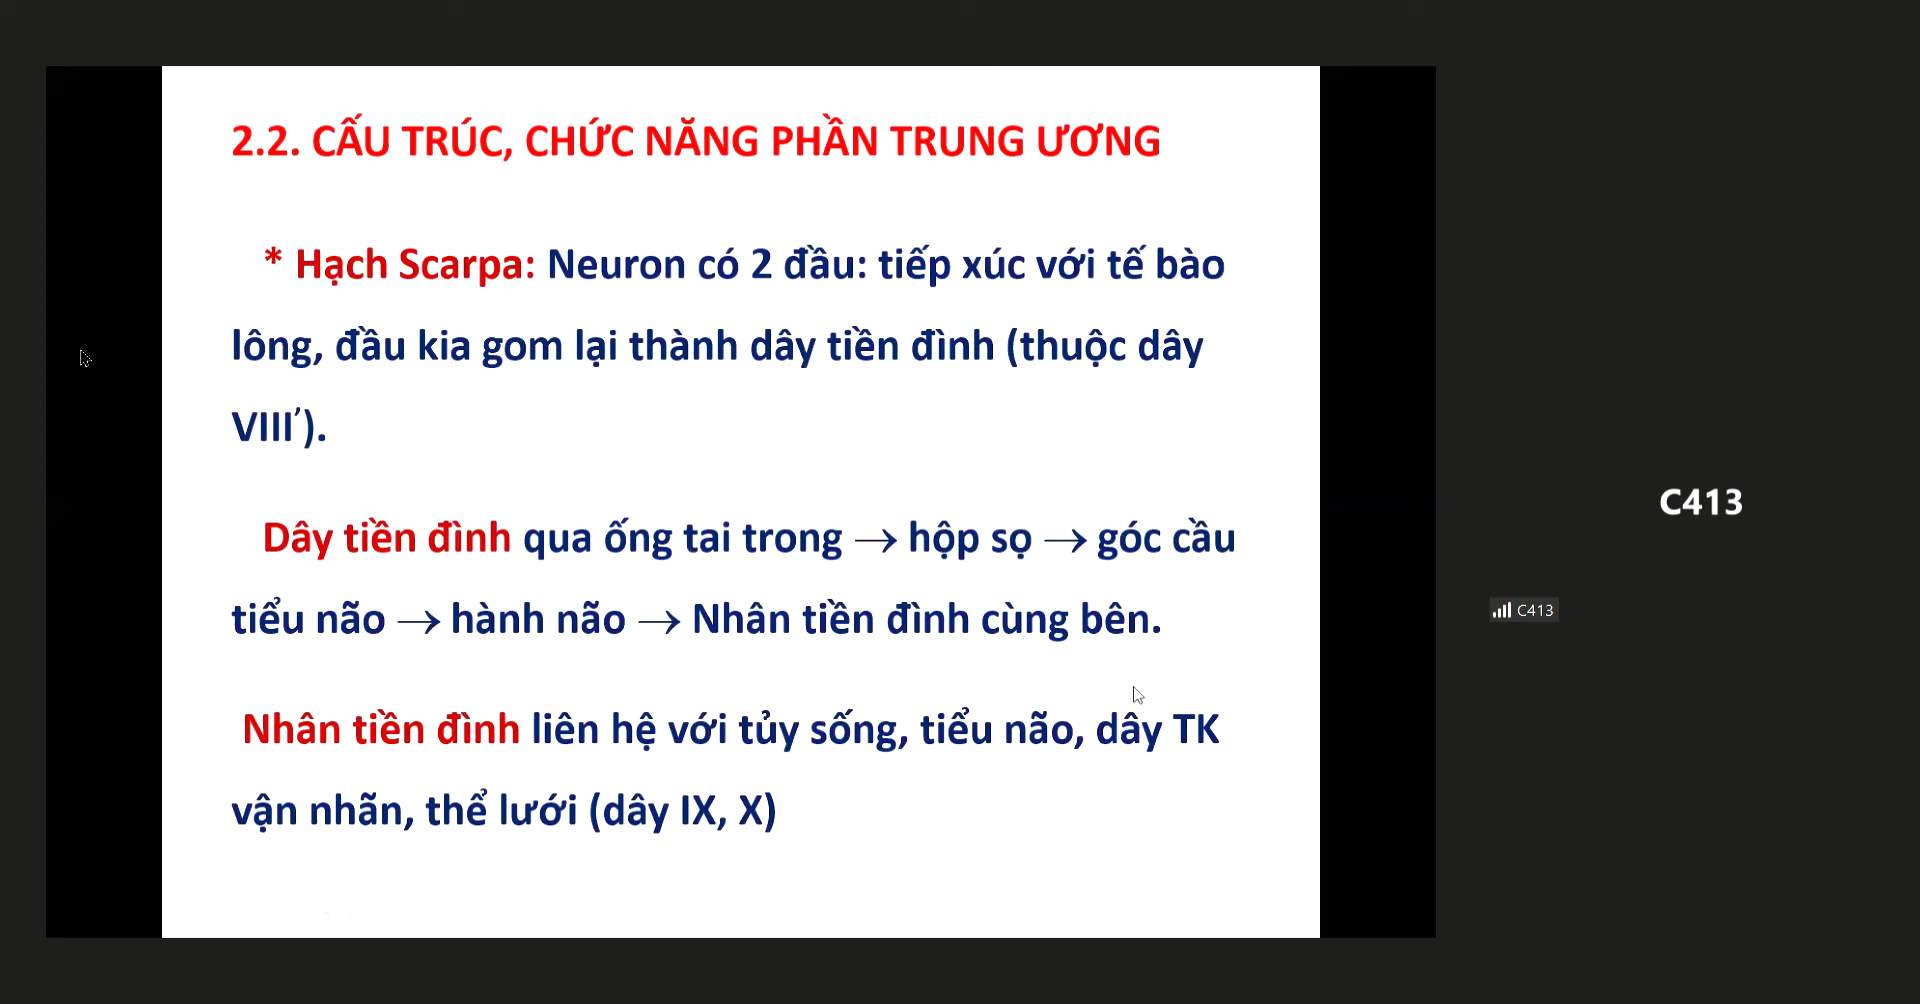 2.2. CẤU TRÚC, CHỨC NĂNG PHẦN TRUNG ƯƠNG
* Hạch Scarpa: Neuron có 2 đầu: tiếp xúc với tế bào
lông, đầu kia gom lại thành dây tiền đình (thuộc dây
VIII’).
Dây tiền đình qua ống tai trong → hộp sọ → góc cầu
tiểu não → hành não → Nhân tiền đình cùng bên.
Nhân tiền đình liên hệ với tủy sống, tiểu não, dây TK
vận nhãn, thể lưới (dây IX, X)
C413
C413